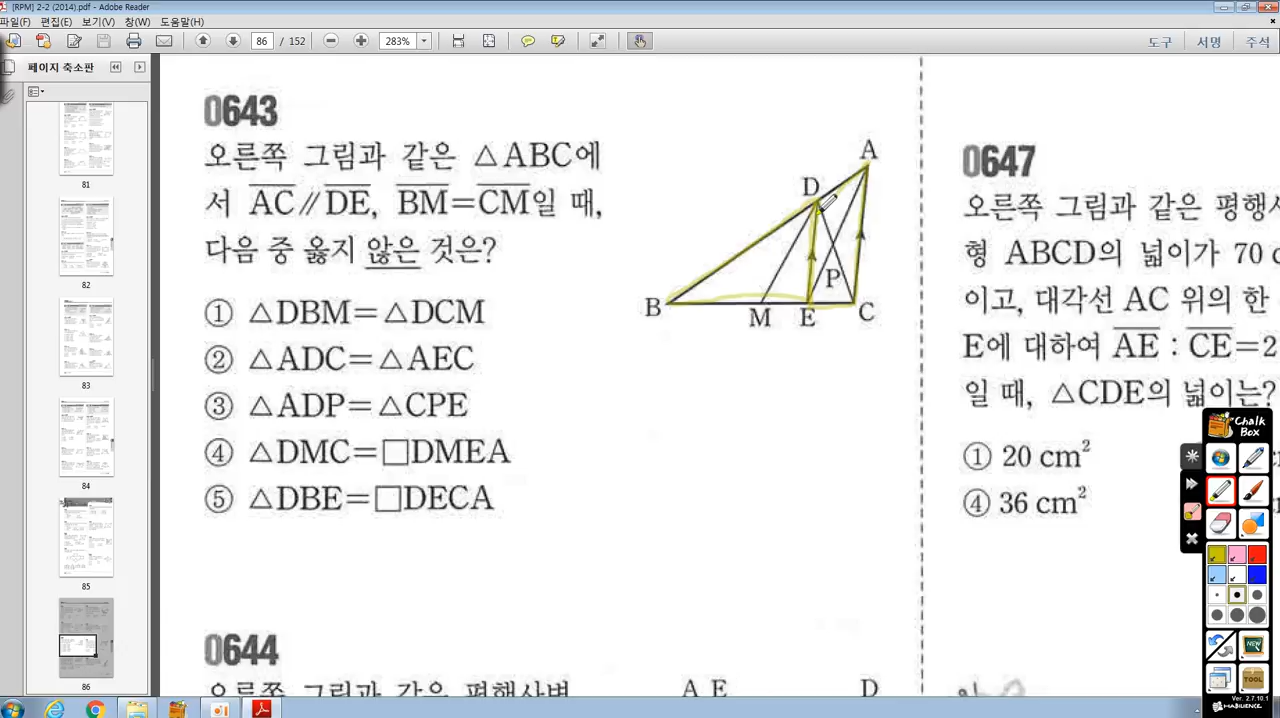 [RPM] 2-2 (2014).pdf - Adobe Reader
파일(F) 편집(E) 보기(V) 창(W) 도움말(H)
86 / 152 283% 도구 서명 주석
페이지 축소판
81
82
83
84
85
86
0643
오른쪽 그림과 같은 △ABC에
서 AC∥DE, BM=CM일 때,
다음 중 옳지 않은 것은?
① △DBM=△DCM
② △ADC=△AEC
③ △ADP=△CPE
④ △DMC=□DMEA
⑤ △DBE=□DECA
A
D
P
B
M
E
C
0644
A E
D
0647
오른쪽 그림과 같은 평행사
형 ABCD의 넓이가 70 c
이고, 대각선 AC 위의 한
E에 대하여 AE : CE=2
일 때, △CDE의 넓이는?
① 20 cm²
④ 36 cm²
Chalk Box
NEW
TOOL
Ver. 2.7.10.1
MABILIENCE